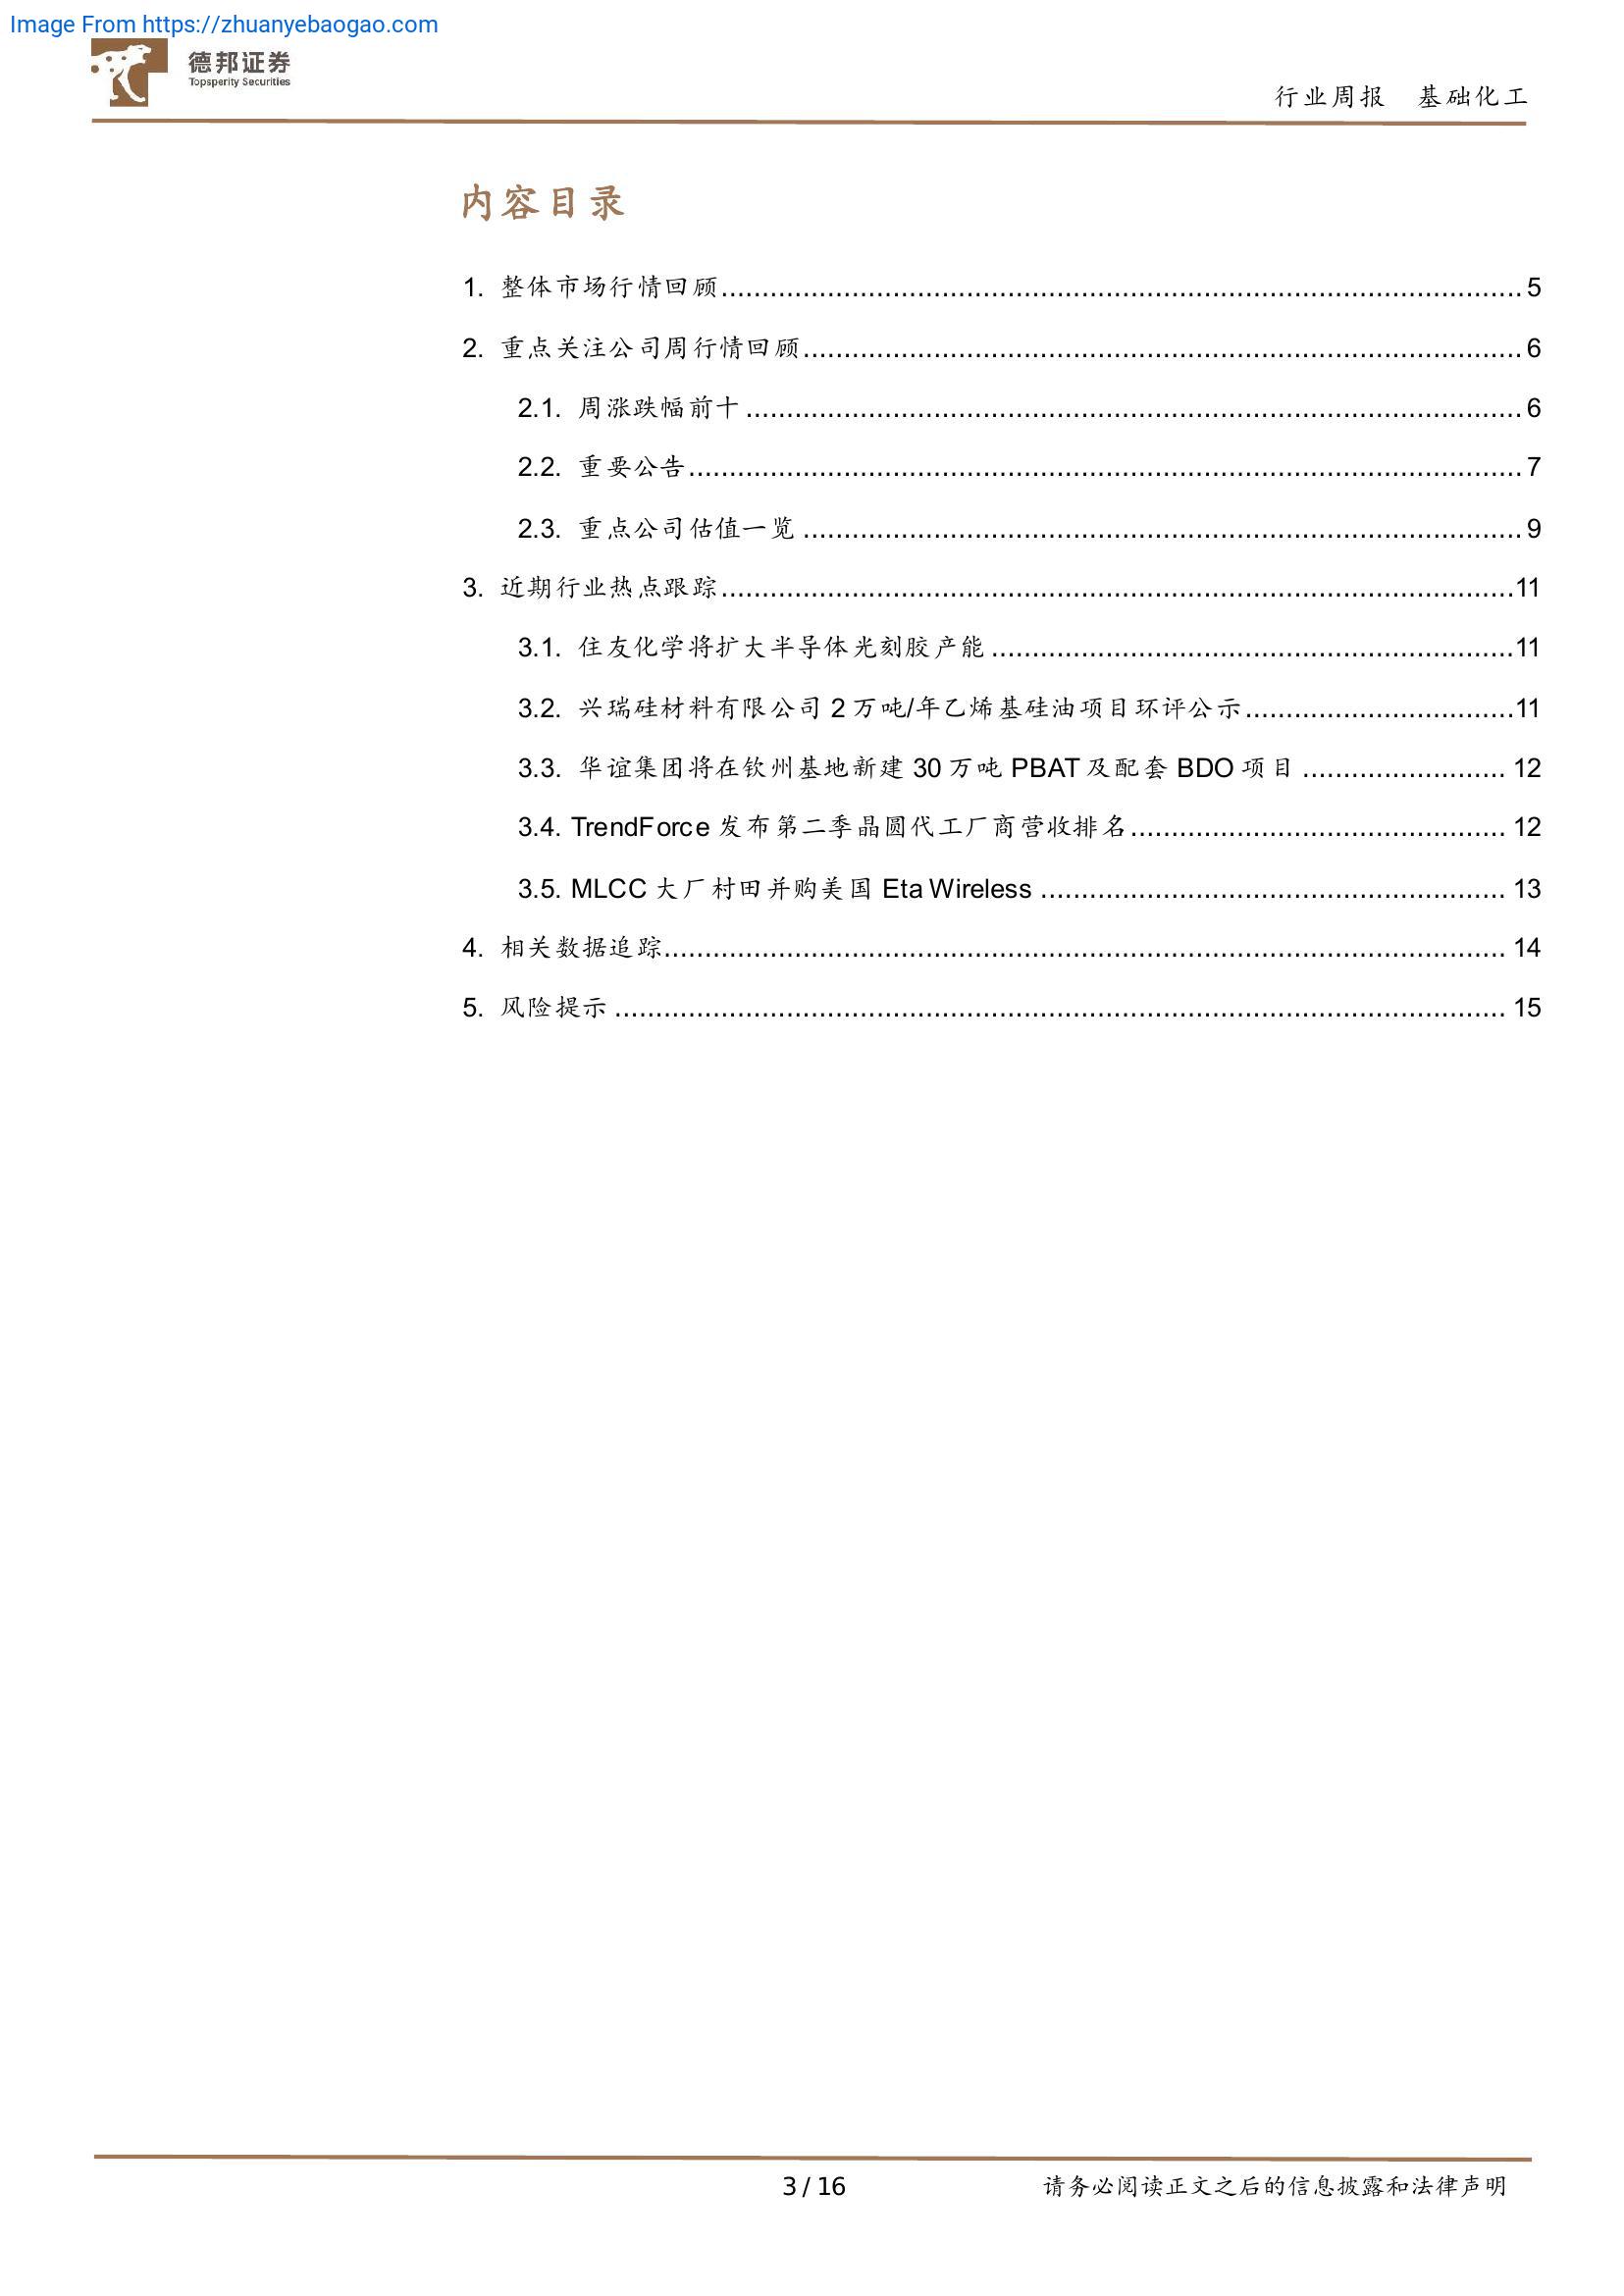 Image From https://zhuanyebaogao.com
德邦证券
Topsperity Securities
行业周报 基础化工
内容目录
1. 整体市场行情回顾 5
2. 重点关注公司周行情回顾 6
2.1. 周涨跌幅前十 6
2.2. 重要公告 7
2.3. 重点公司估值一览 9
3. 近期行业热点跟踪 11
3.1. 住友化学将扩大半导体光刻胶产能 11
3.2. 兴瑞硅材料有限公司 2 万吨/年乙烯基硅油项目环评公示 11
3.3. 华谊集团将在钦州基地新建 30 万吨 PBAT 及配套 BDO 项目 12
3.4. TrendForce 发布第二季晶圆代工厂商营收排名 12
3.5. MLCC 大厂村田并购美国 Eta Wireless 13
4. 相关数据追踪 14
5. 风险提示 15
3 / 16
请务必阅读正文之后的信息披露和法律声明